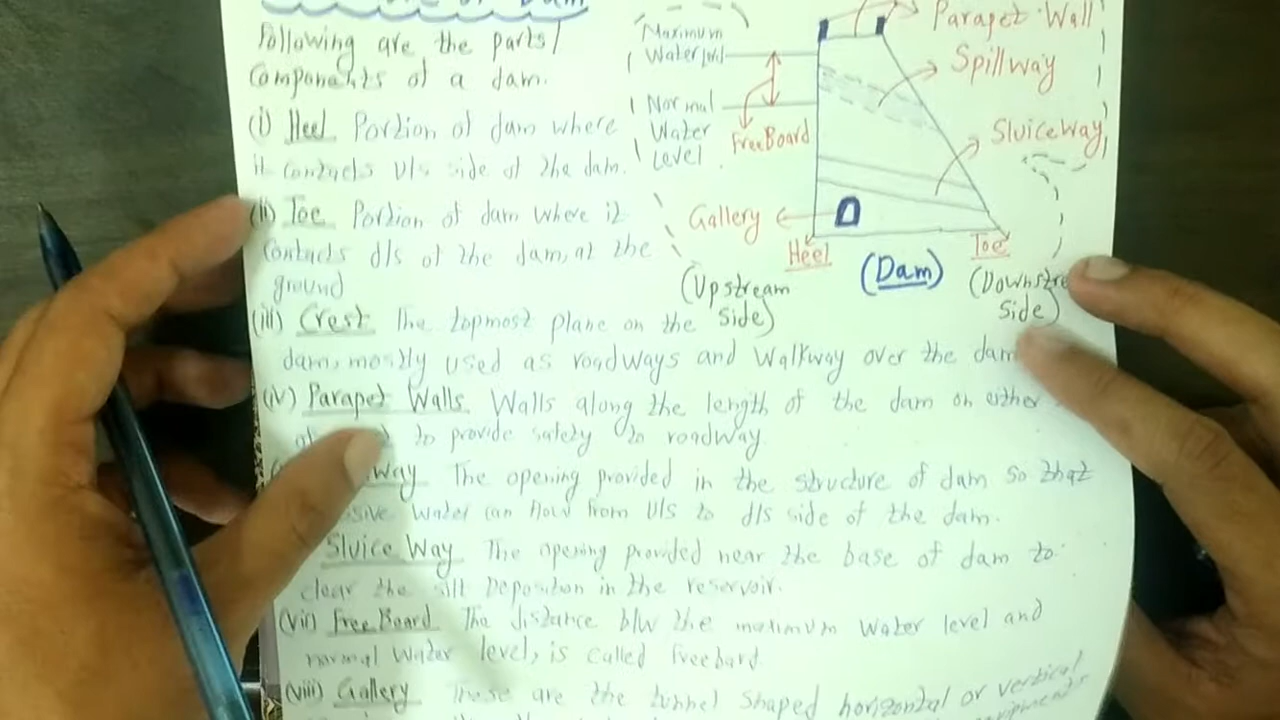 of Dam
Following are the parts/
Components of a dam.
(i) Heel Portion of dam where
it contacts u/s side of the dam.
(ii) Toe Portion of dam where it
contacts d/s of the dam, at the
ground
(iii) Crest The topmost plane on the
dam, mostly used as roadways and walkway over the dam
(iv) Parapet Walls Walls along the length of the dam on either
to provide safety to roadway.
way The opening provided in the structure of dam so that
sive water can flow from U/S to d/s side of the dam.
Sluice Way The opening provided near the base of dam to
clear the silt Deposition in the reservoir.
(vii) Free Board The distance b/w the maximum water level and
normal water level, is called freebard.
(viii) Gallery These are the tunnel shaped horizontal or vertical
Maximum
Water
Normal
Water
Level
FreeBoard
Parapet Wall
Spillway
SluiceWay
Gallery
Heel
Toe
(Dam)
(Upstream
side)
(Downstre
side)